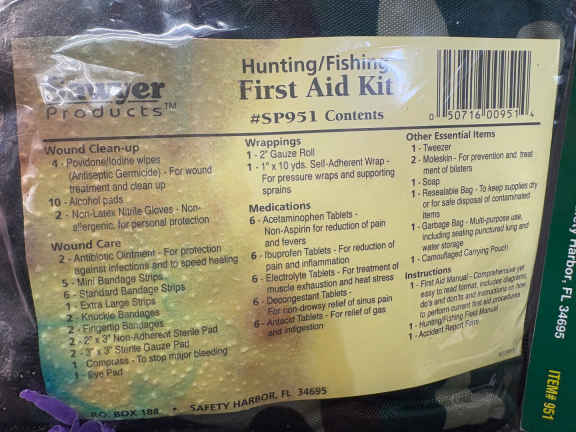 Sawyer
Products™
Hunting/Fishing
First Aid Kit
#SP951 Contents
0 50716 00951 4
Wound Clean-up
4 - Povidone/Iodine wipes
(Antiseptic Germicide) - For wound
treatment and clean up
10 - Alcohol pads
2 - Non-Latex Nitrile Gloves - Non-
allergenic, for personal protection
Wound Care
2 - Antibiotic Ointment - For protection
against infections and to speed healing
5 - Mini Bandage Strips
6 - Standard Bandage Strips
1 - Extra Large Strips
2 - Knuckle Bandages
2 - Fingertip Bandages
2 - 2" x 3" Non-Adherent Sterile Pad
2 - 3" x 3" Sterile Gauze Pad
1 Compress - To stop major bleeding
1 - Eye Pad
Wrappings
1 - 2" Gauze Roll
1 - 1" x 10 yds. Self-Adherent Wrap -
For pressure wraps and supporting
sprains
Medications
6 - Acetaminophen Tablets -
Non-Aspirin for reduction of pain
and fevers
6 - Ibuprofen Tablets - For reduction of
pain and inflammation
6 - Electrolyte Tablets - For treatment of
muscle exhaustion and heat stress
6 - Decongestant Tablets -
For non-drowsy relief of sinus pain
6 - Antacid Tablets - For relief of gas
and indigestion
Other Essential Items
1 - Tweezer
2 - Moleskin - For prevention and treat
ment of blisters
1 - Soap
1 - Resealable Bag - To keep supplies dry
or for safe disposal of contaminated
items
1 - Garbage Bag - Multi-purpose use,
including sealing punctured lung and
water storage
1 - Camouflaged Carrying Pouch
Instructions
1 - First Aid Manual - Comprehensive yet
easy to read format, includes diagrams,
do's and don'ts and instructions on how
to perform current first aid procedures
1 - Hunting/Fishing Field Manual
1 - Accident Report Form
P.O. BOX 188 • SAFETY HARBOR, FL 34695
Harbor, FL 34695
ITEM# 951